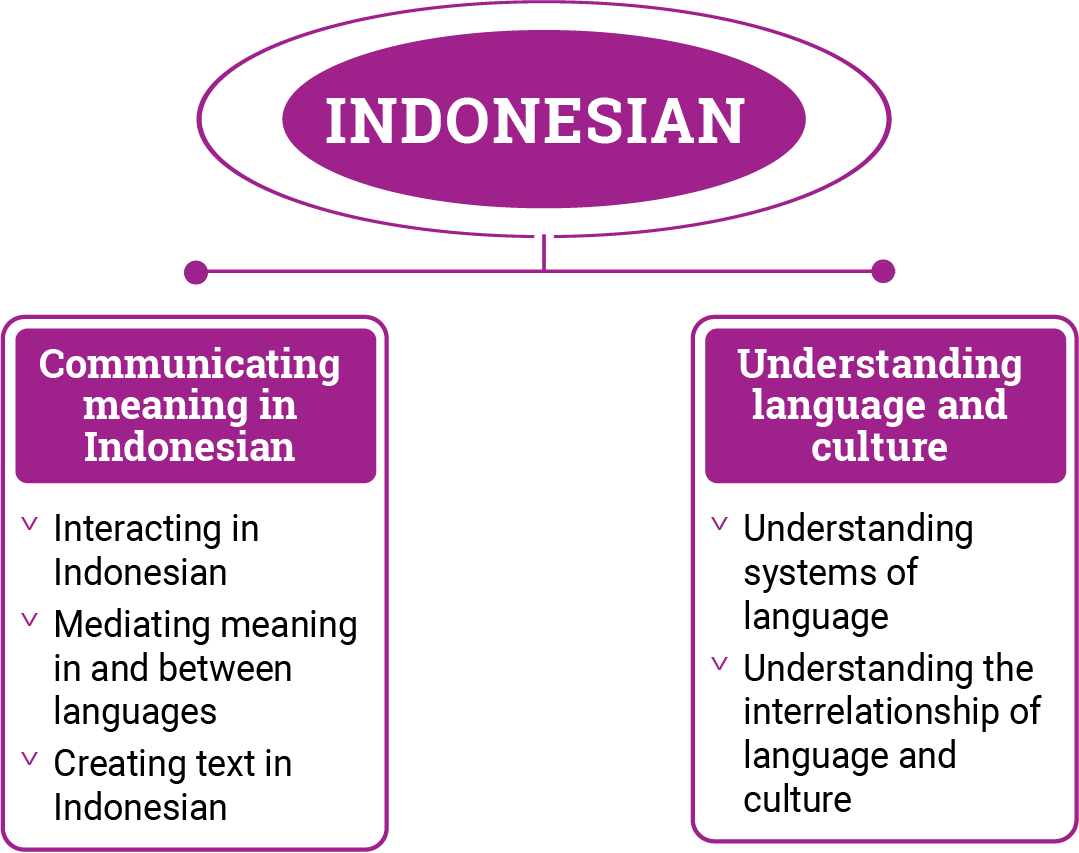 INDONESIAN
Communicating
meaning in
Indonesian
Interacting in
Indonesian
Mediating meaning
in and between
languages
Creating text in
Indonesian
Understanding
language and
culture
Understanding
systems of
language
Understanding the
interrelationship of
language and
culture